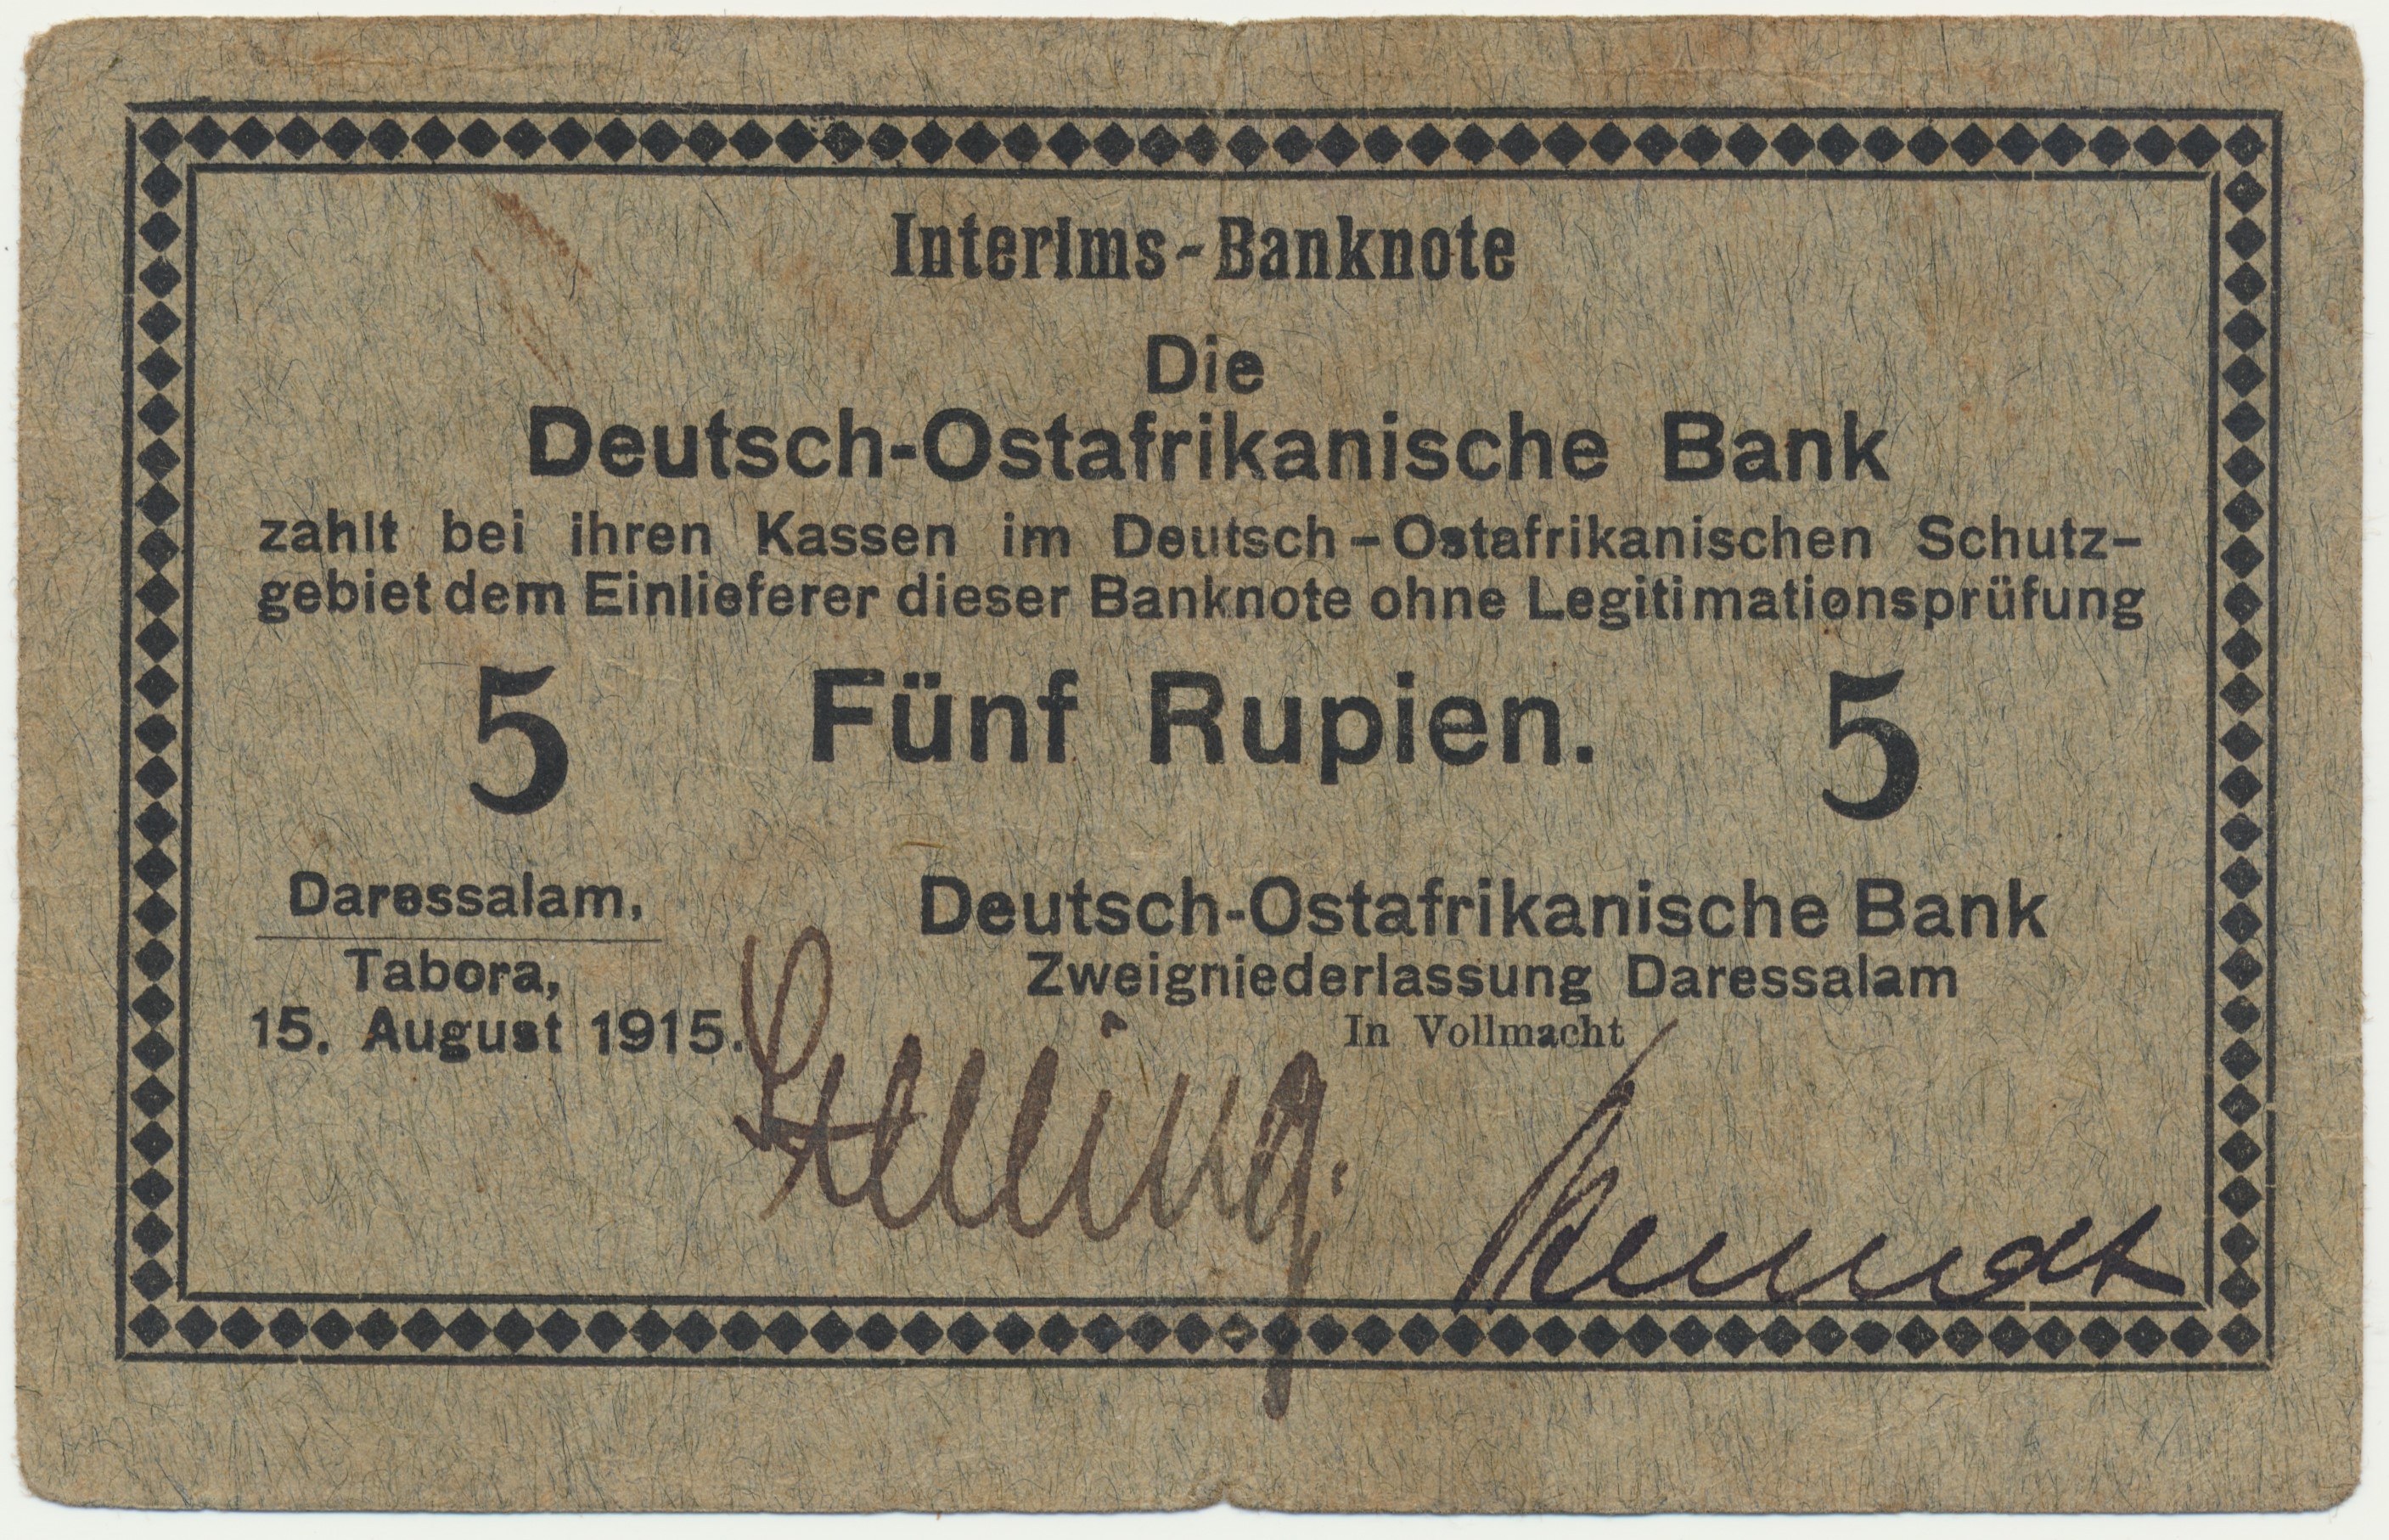 Interims-Banknote
Die
Deutsch-Ostafrikanische Bank
zahlt bei ihren Kassen im Deutsch-Ostafrikanischen Schutz-
gebiet dem Einlieferer dieser Banknote ohne Legitimationsprüfung
5 Fünf Rupien. 5
Daressalam,
Tabora,
15. August 1915.
Deutsch-Ostafrikanische Bank
Zweigniederlassung Daressalam
In Vollmacht